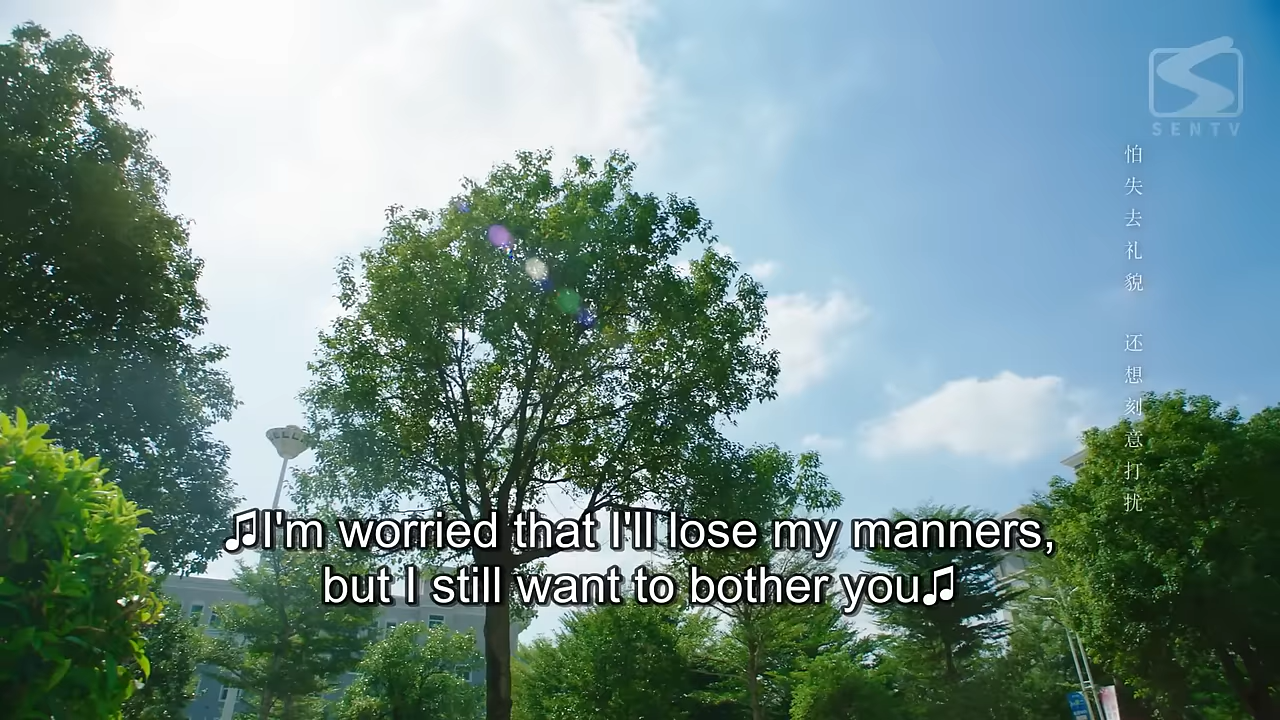 SENTV
怕失去礼貌 还想刻意打扰
♫I'm worried that I'll lose my manners,
but I still want to bother you♫